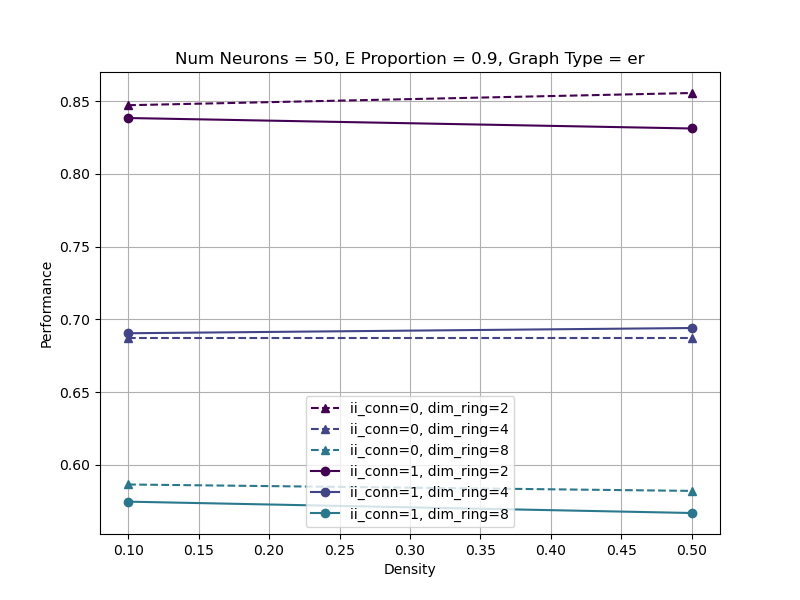 Num Neurons = 50, E Proportion = 0.9, Graph Type = er
0.85
0.80
0.75
0.70
0.65
0.60
Performance
ii_conn=0, dim_ring=2
ii_conn=0, dim_ring=4
ii_conn=0, dim_ring=8
ii_conn=1, dim_ring=2
ii_conn=1, dim_ring=4
ii_conn=1, dim_ring=8
0.10 0.15 0.20 0.25 0.30 0.35 0.40 0.45 0.50
Density